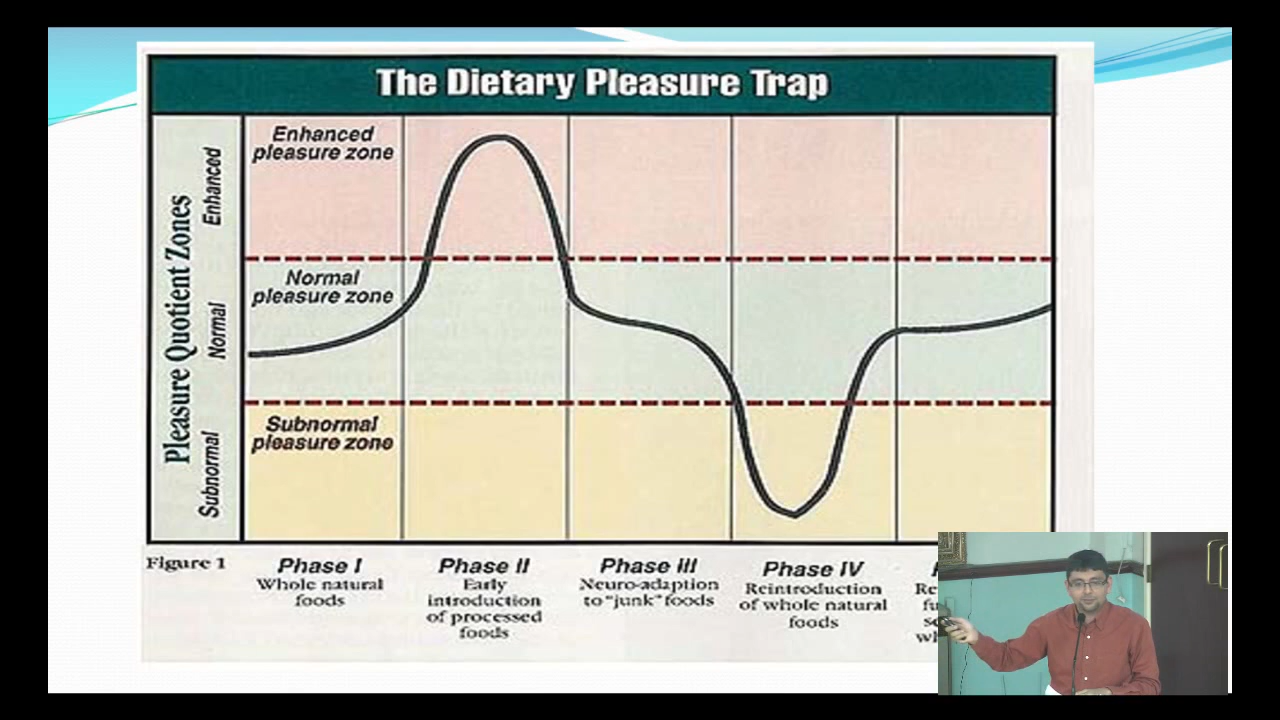 The Dietary Pleasure Trap
Pleasure Quotient Zones
Enhanced
Normal
Subnormal
Enhanced
pleasure zone
Normal
pleasure zone
Subnormal
pleasure zone
Figure 1
Phase I
Whole natural
foods
Phase II
Early
introduction
of processed
foods
Phase iII
Neuro-adaption
to “junk” foods
Phase IV
Reintroduction
of whole natural
foods